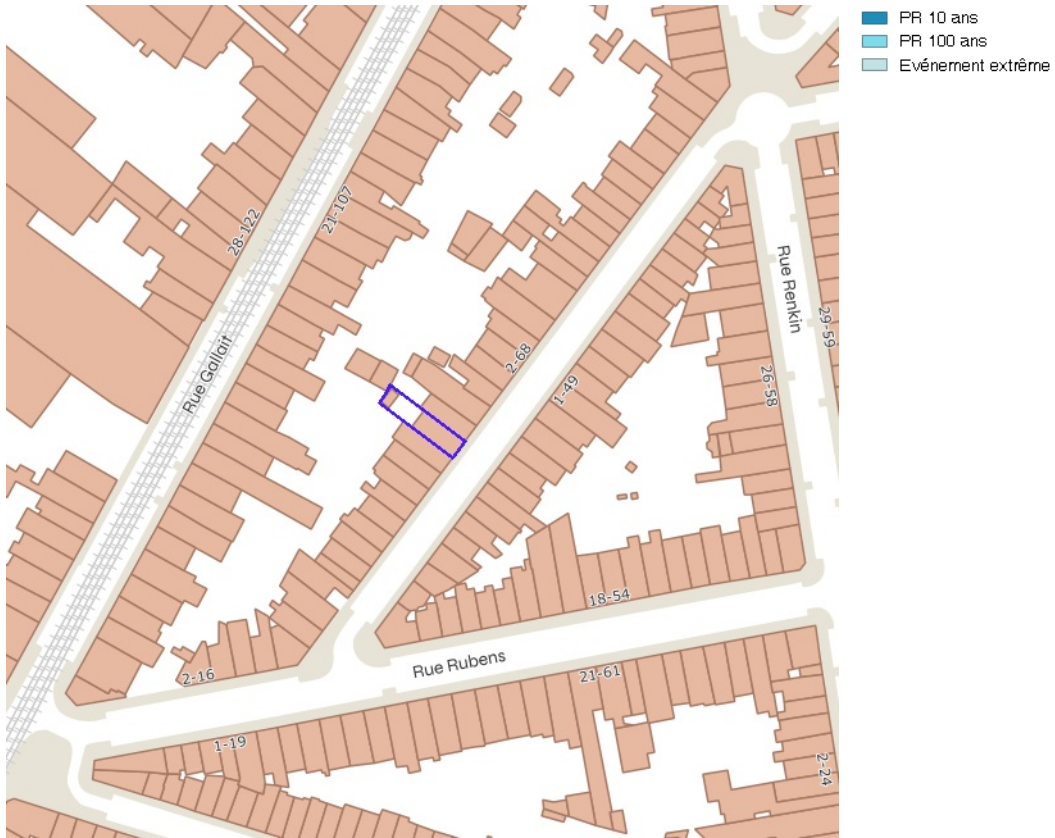 PR 10 ans
PR 100 ans
Evénement extrême
28-122
21-107
Rue Gallait
2-68
1-49
Rue Renkin
29-59
26-58
18-54
Rue Rubens
21-61
2-16
1-19
2-24